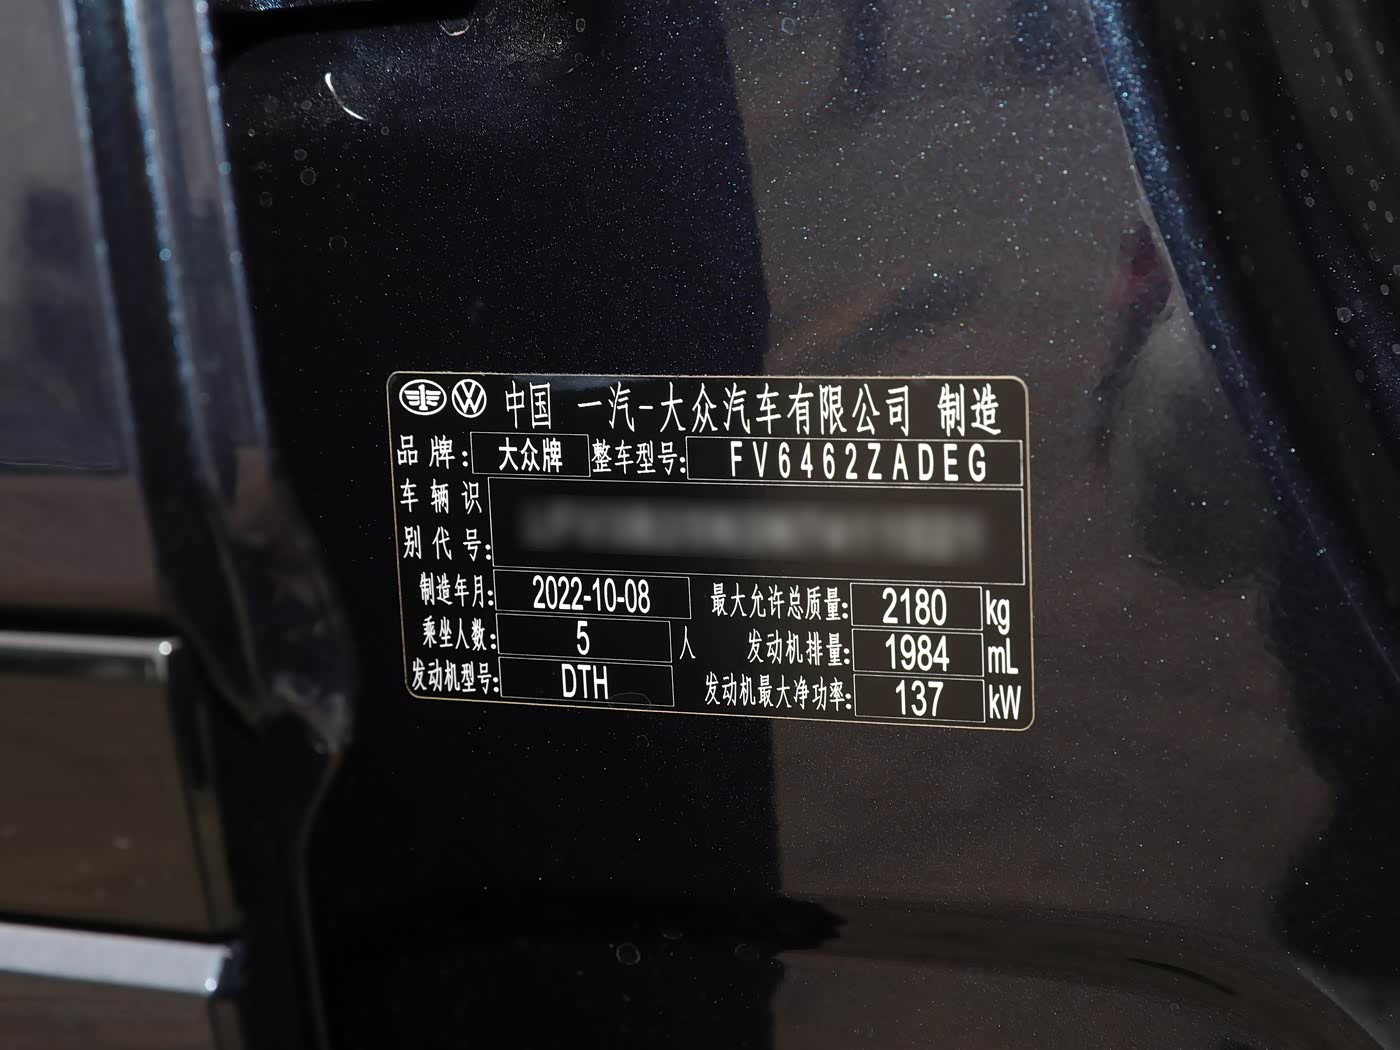 中国 一汽-大众汽车有限公司 制造
品牌: 大众牌 整车型号: FV6462ZADEG
车辆识
别代号:
制造年月: 2022-10-08 最大允许总质量: 2180 kg
乘坐人数: 5 人 发动机排量: 1984 mL
发动机型号: DTH 发动机最大净功率: 137 kW